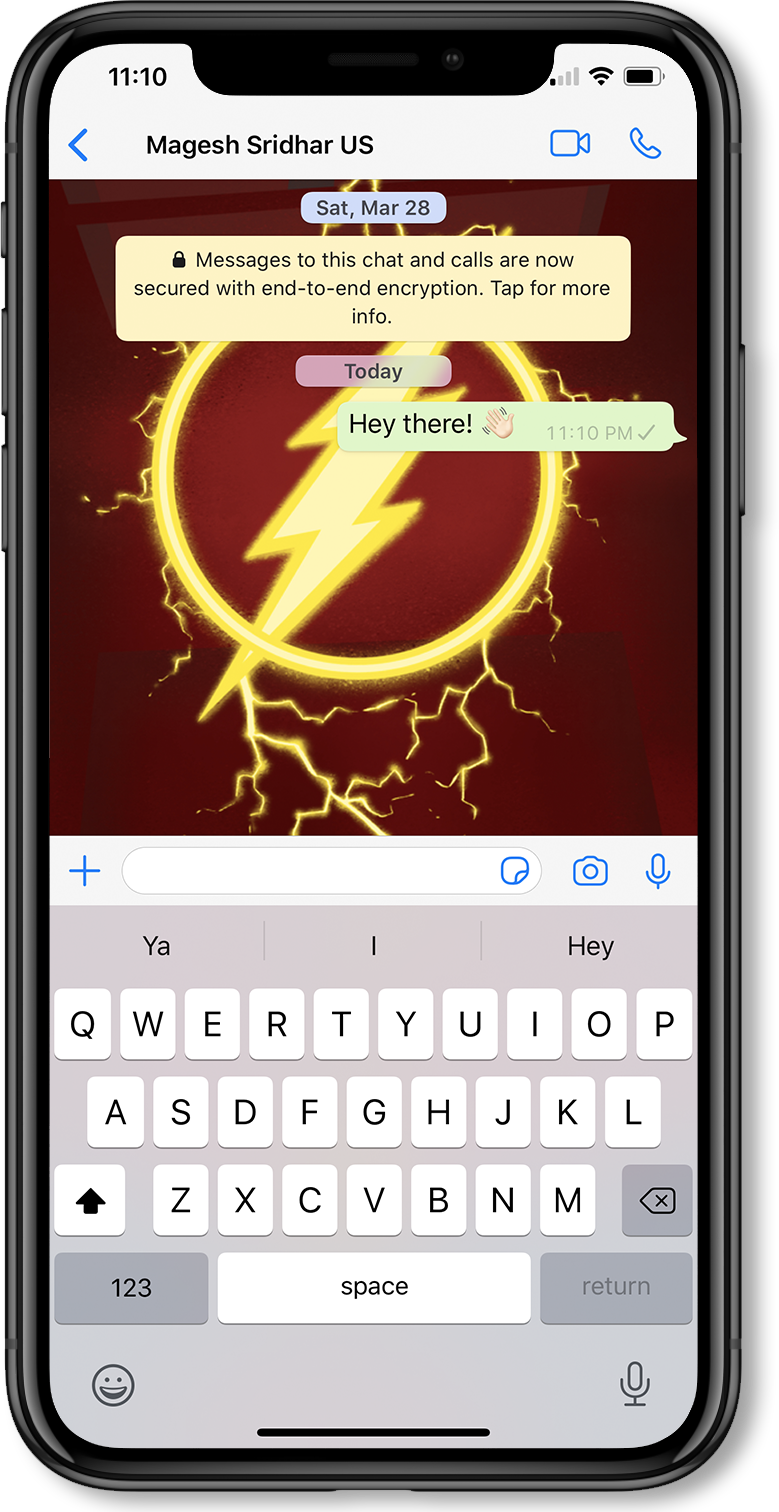 11:10
Magesh Sridhar US
Sat, Mar 28
Messages to this chat and calls are now
secured with end-to-end encryption. Tap for more
info.
Today
Hey there! 👋🏻 11:10 PM
Ya I Hey
Q W E R T Y U I O P
A S D F G H J K L
Z X C V B N M
123 space return